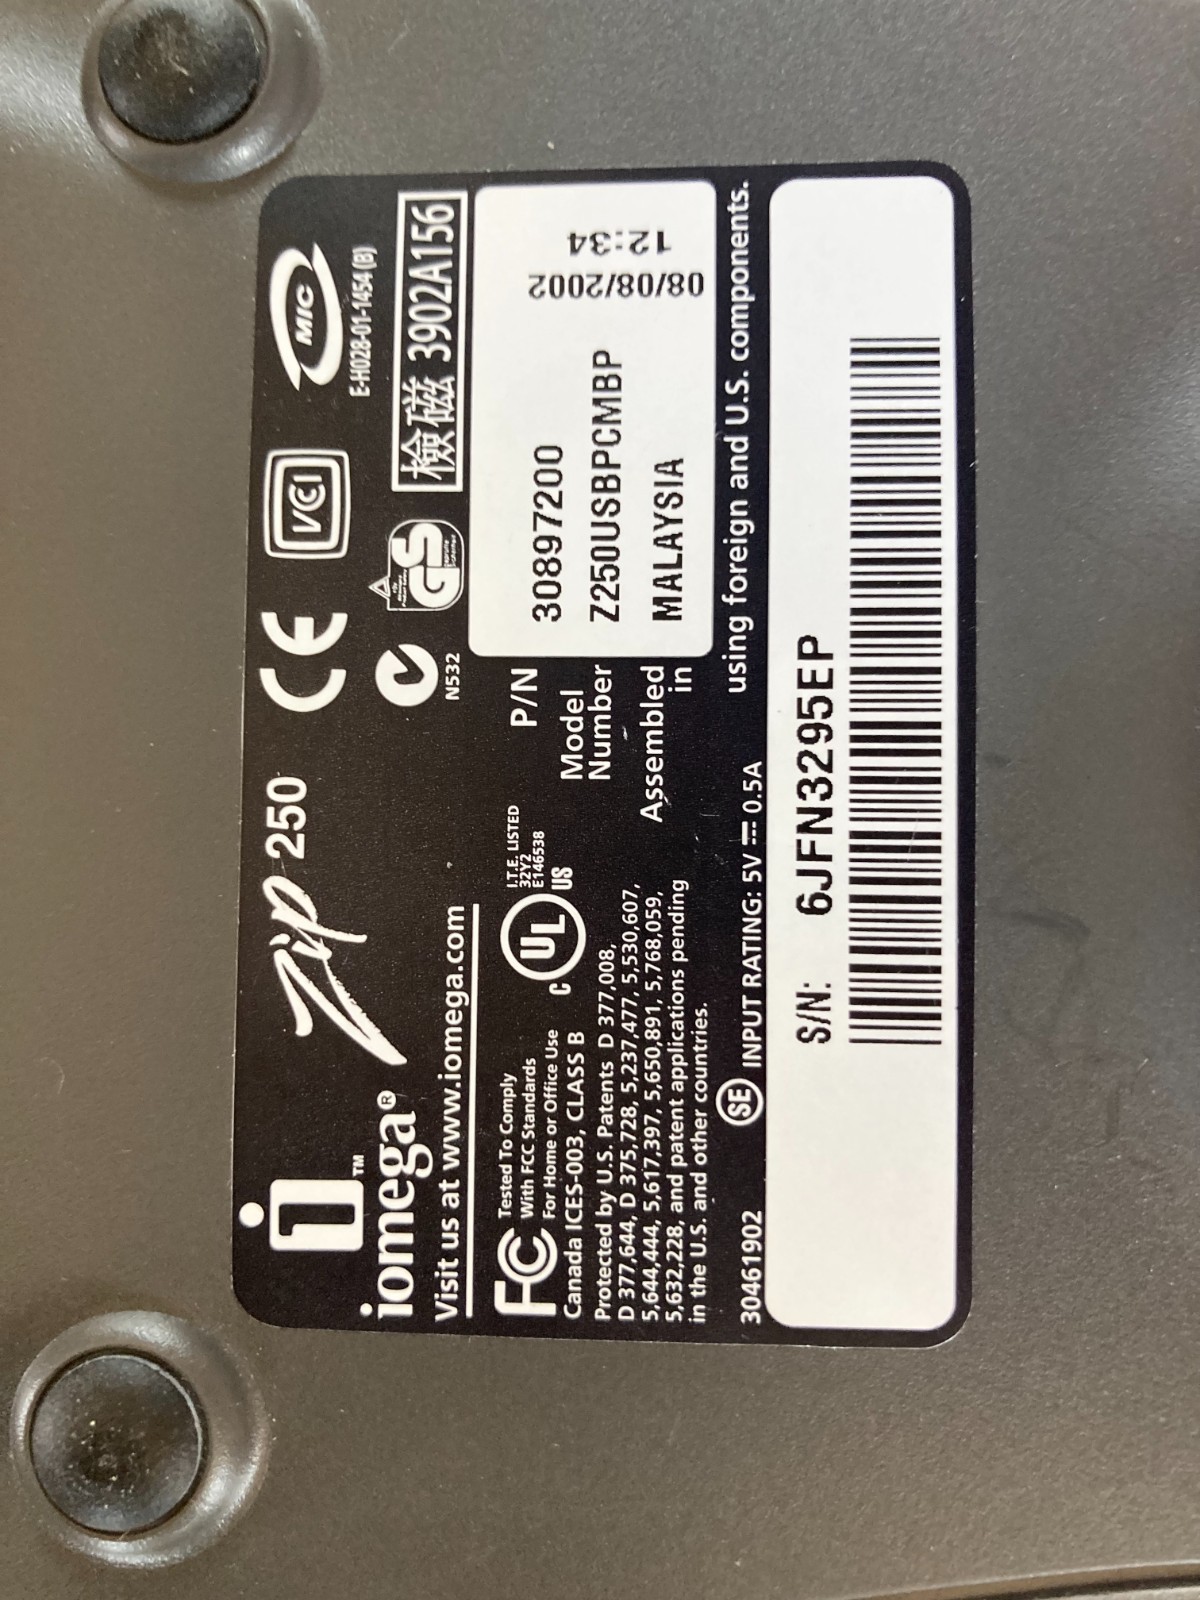 iomega® Zip 250
TM
Visit us at www.iomega.com
CE
VCI
MIC
E-H028-01-1454 (B)
N532
GS
檢磁 3902A156
FC Tested To Comply
With FCC Standards
For Home or Office Use
Canada ICES-003, CLASS B
C UL US
I.T.E. LISTED
32Y2
E146538
Protected by U.S. Patents D 377,008,
D 377,644, D 375,728, 5,237,477, 5,530,607,
5,644,444, 5,617,397, 5,650,891, 5,768,059,
5,632,228, and patent applications pending
in the U.S. and other countries.
P/N 30897200
Model Number Z250USBPCMBP
Assembled in MALAYSIA
08/08/2002
12:34
using foreign and U.S. components.
30461902
SE INPUT RATING: 5V ⎓ 0.5A
S/N: 6JFN3295EP